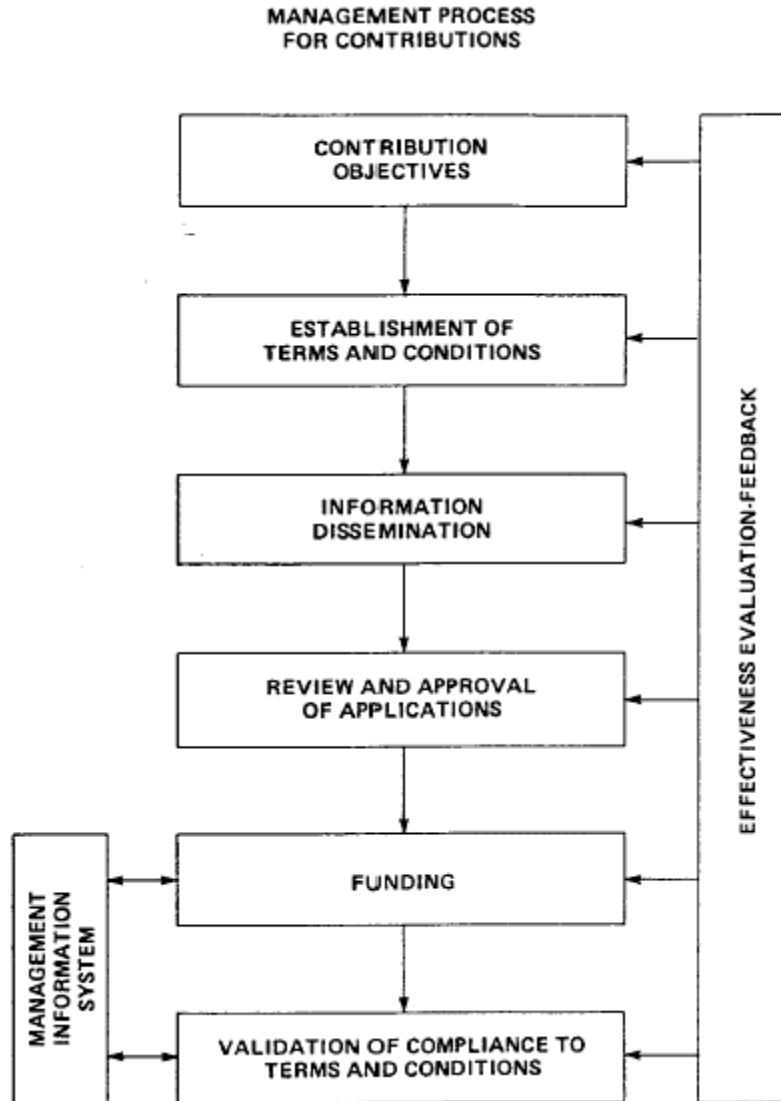 MANAGEMENT PROCESS
FOR CONTRIBUTIONS
CONTRIBUTION
OBJECTIVES
ESTABLISHMENT OF
TERMS AND CONDITIONS
INFORMATION
DISSEMINATION
REVIEW AND APPROVAL
OF APPLICATIONS
FUNDING
VALIDATION OF COMPLIANCE TO
TERMS AND CONDITIONS
MANAGEMENT
INFORMATION
SYSTEM
EFFECTIVENESS EVALUATION-FEEDBACK